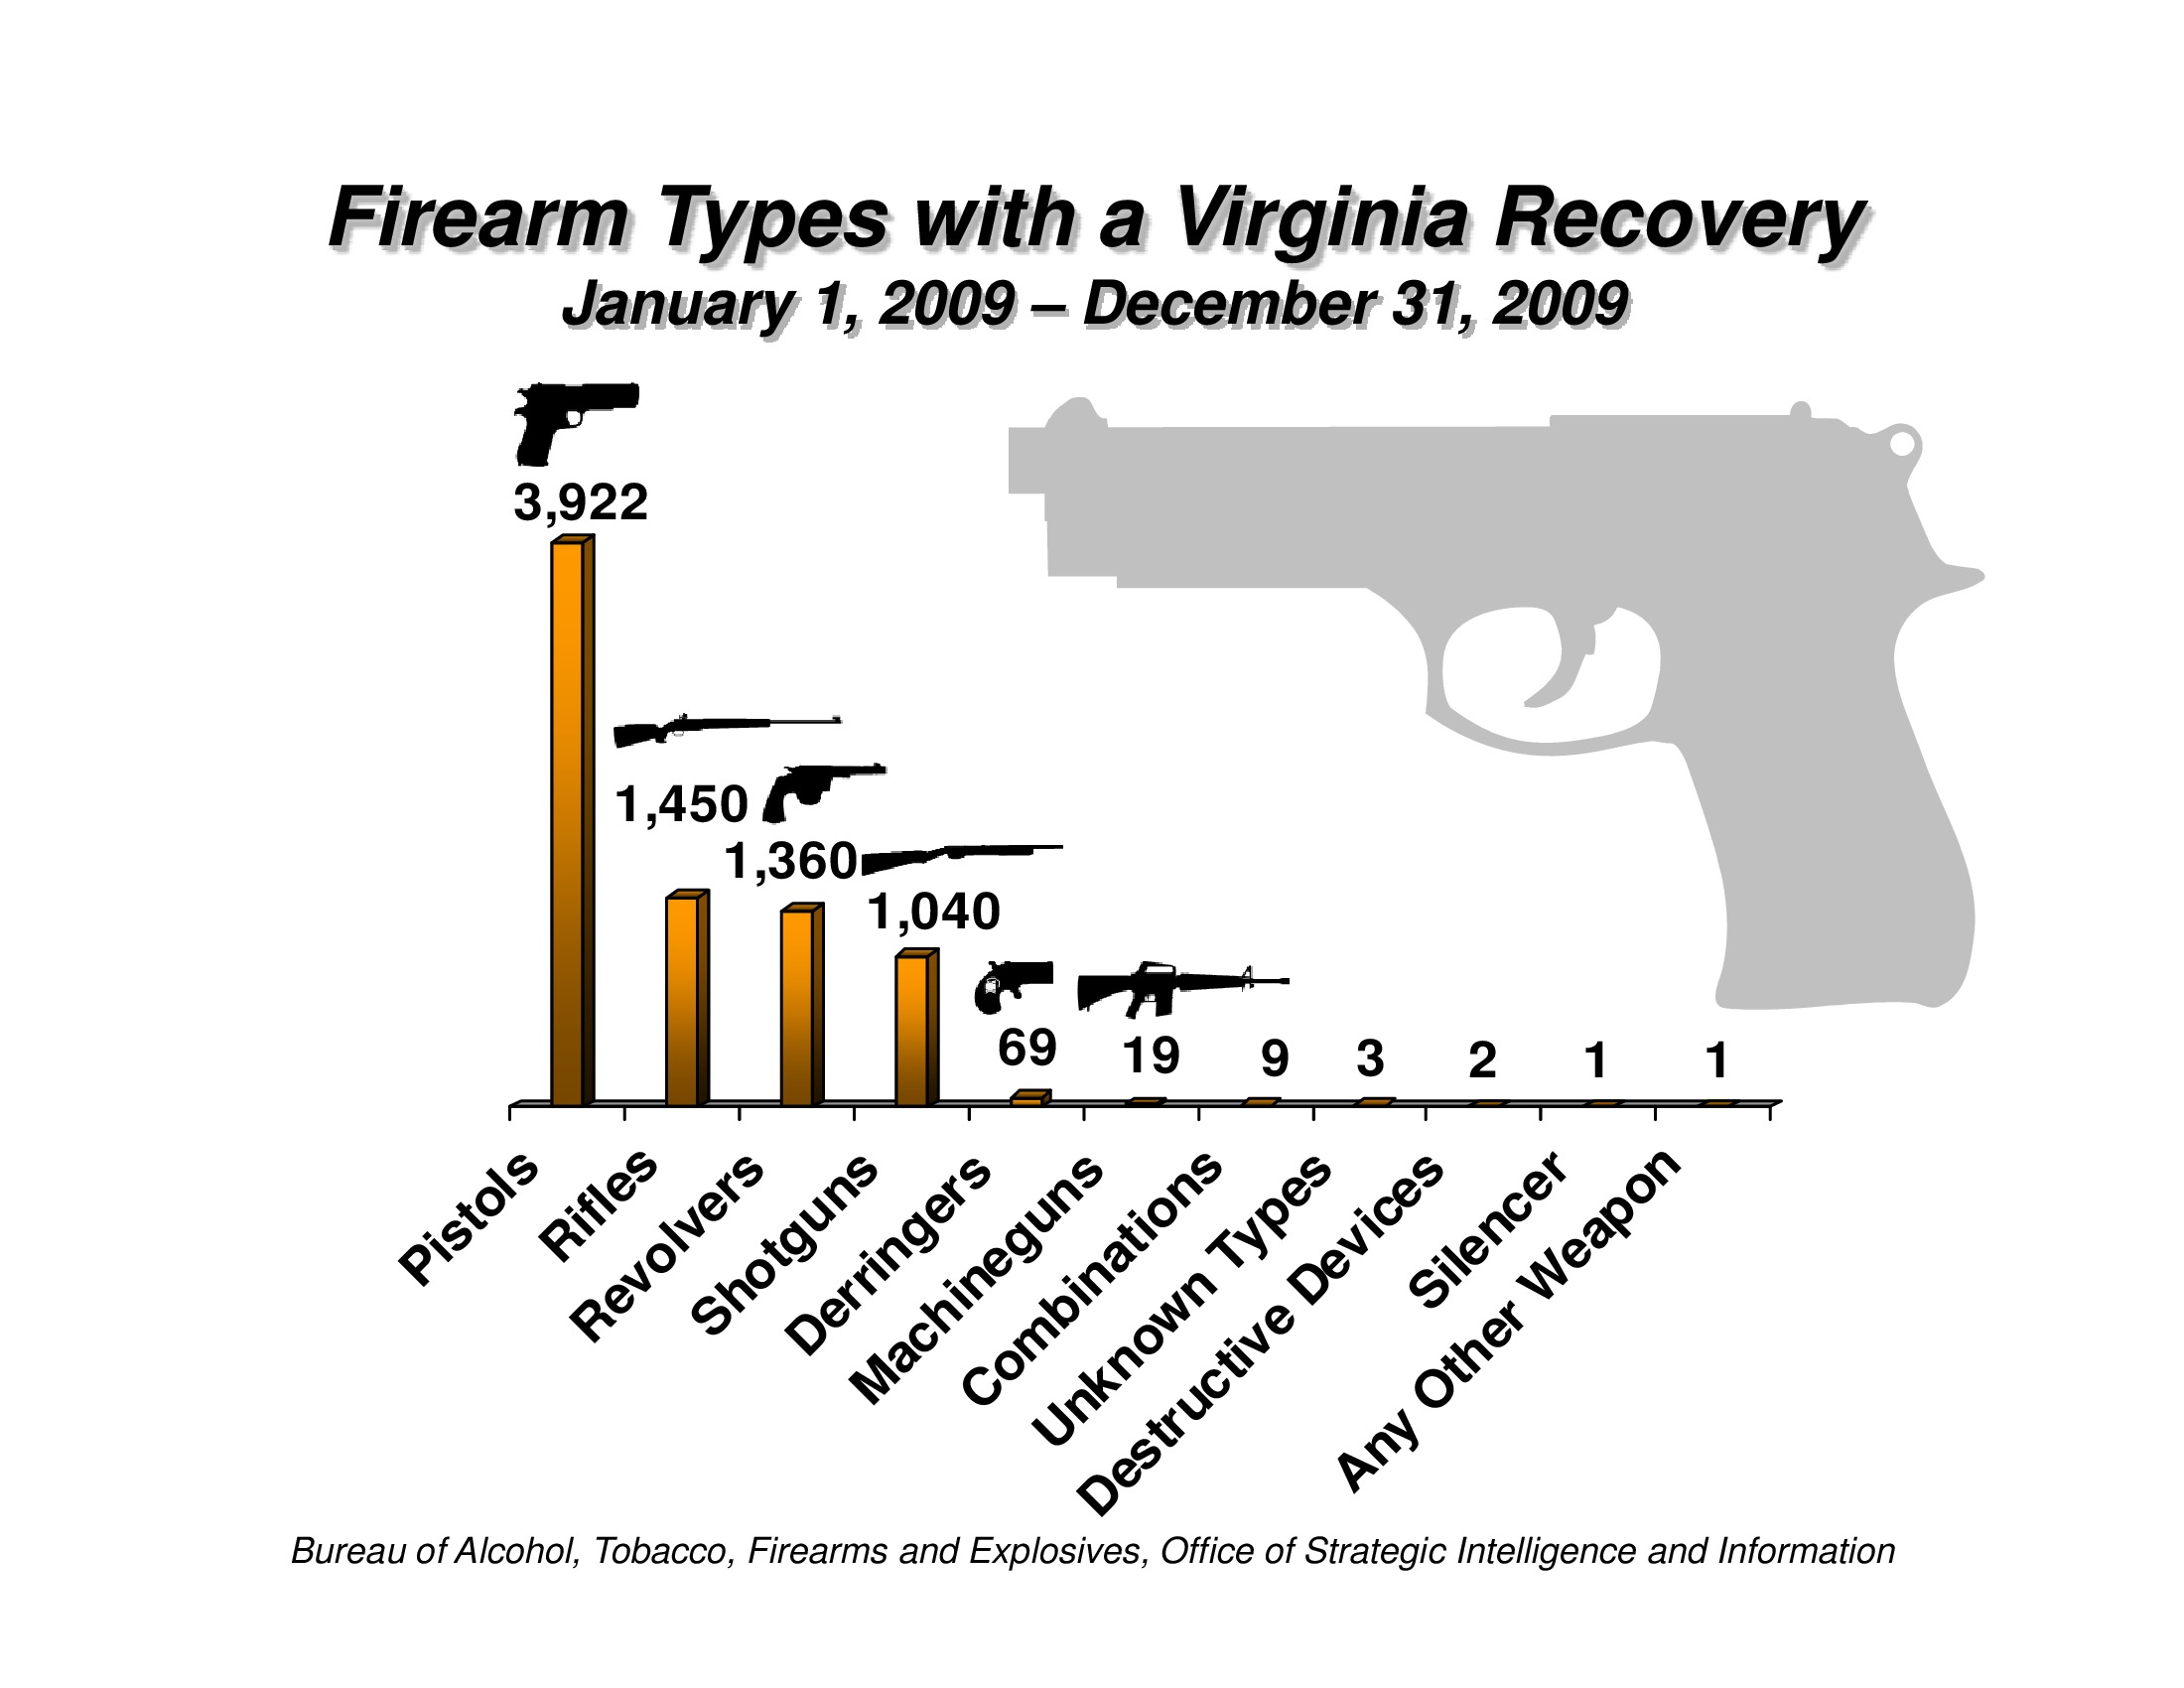 Firearm Types with a Virginia Recovery
January 1, 2009 – December 31, 2009
3,922
1,450
1,360
1,040
69
19
9
3
2
1
1
Pistols
Rifles
Revolvers
Shotguns
Derringers
Machineguns
Combinations
Unknown Types
Destructive Devices
Silencer
Any Other Weapon
Bureau of Alcohol, Tobacco, Firearms and Explosives, Office of Strategic Intelligence and Information